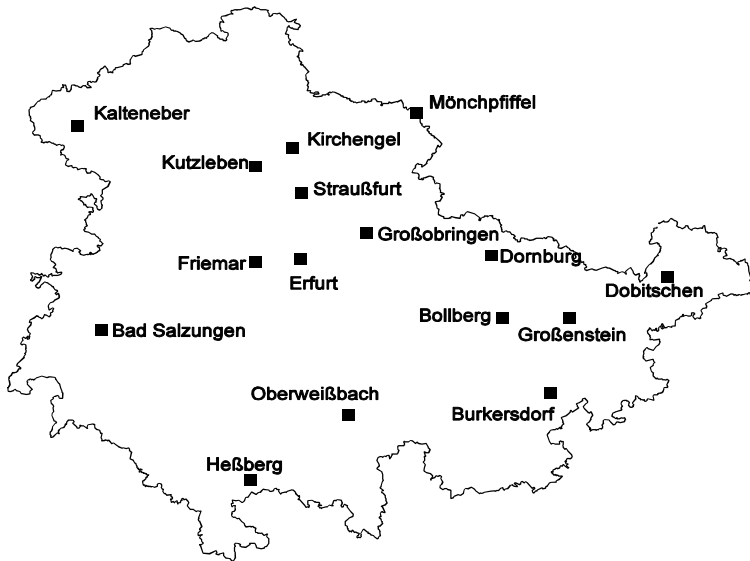 Mönchpfiffel
Kalteneber
Kirchengel
Kutzleben
Straußfurt
Großobringen
Dornburg
Friemar
Erfurt
Dobitschen
Bollberg
Großenstein
Bad Salzungen
Oberweißbach
Burkersdorf
Heßberg